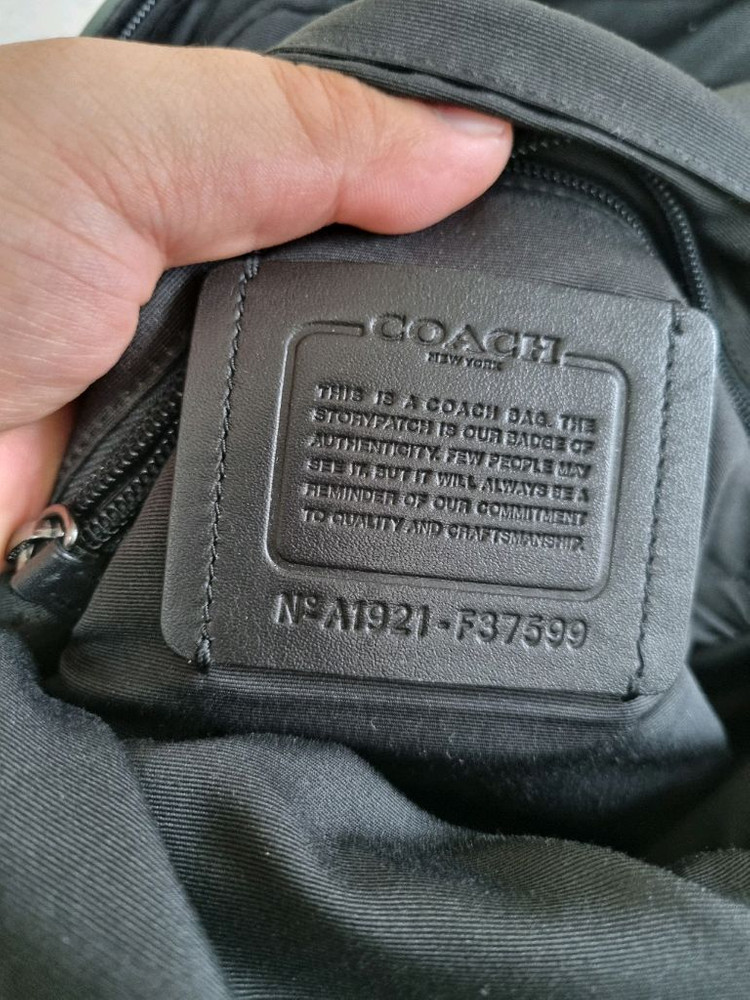 COACH
NEW YORK
THIS IS A COACH BAG. THE
STORYPATCH IS OUR BADGE OF
AUTHENTICITY. FEW PEOPLE MAY
SEE IT, BUT IT WILL ALWAYS BE A
REMINDER OF OUR COMMITMENT
TO QUALITY AND CRAFTSMANSHIP.
Nº A1921-F37599